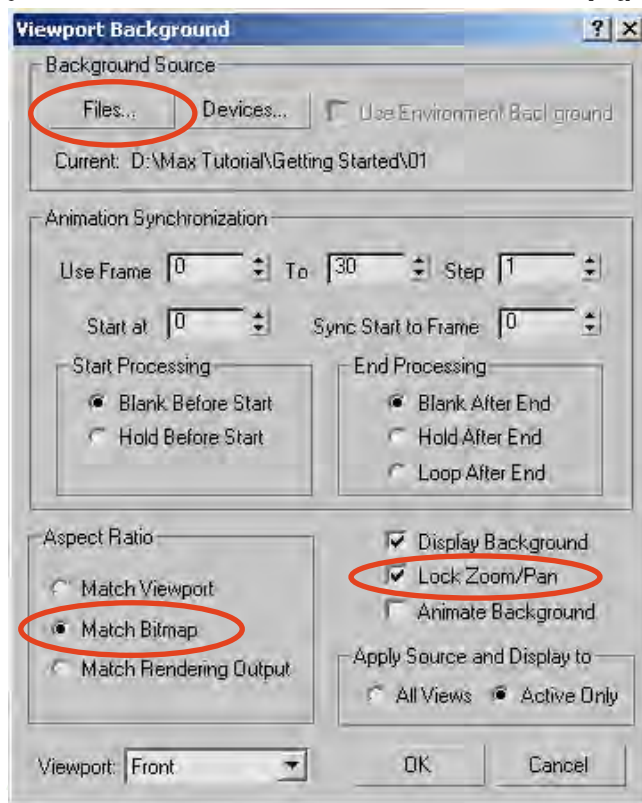 Viewport Background ? ×
Background Source
Files... Devices... Use Environment Background
Current: D:\Max Tutorial\Getting Started\01
Animation Synchronization
Use Frame 0 To 30 Step 1
Start at 0 Sync Start to Frame 0
Start Processing
Blank Before Start
Hold Before Start
End Processing
Blank After End
Hold After End
Loop After End
Aspect Ratio
Match Viewport
Match Bitmap
Match Rendering Output
Display Background
Lock Zoom/Pan
Animate Background
Apply Source and Display to
All Views Active Only
Viewport: Front OK Cancel